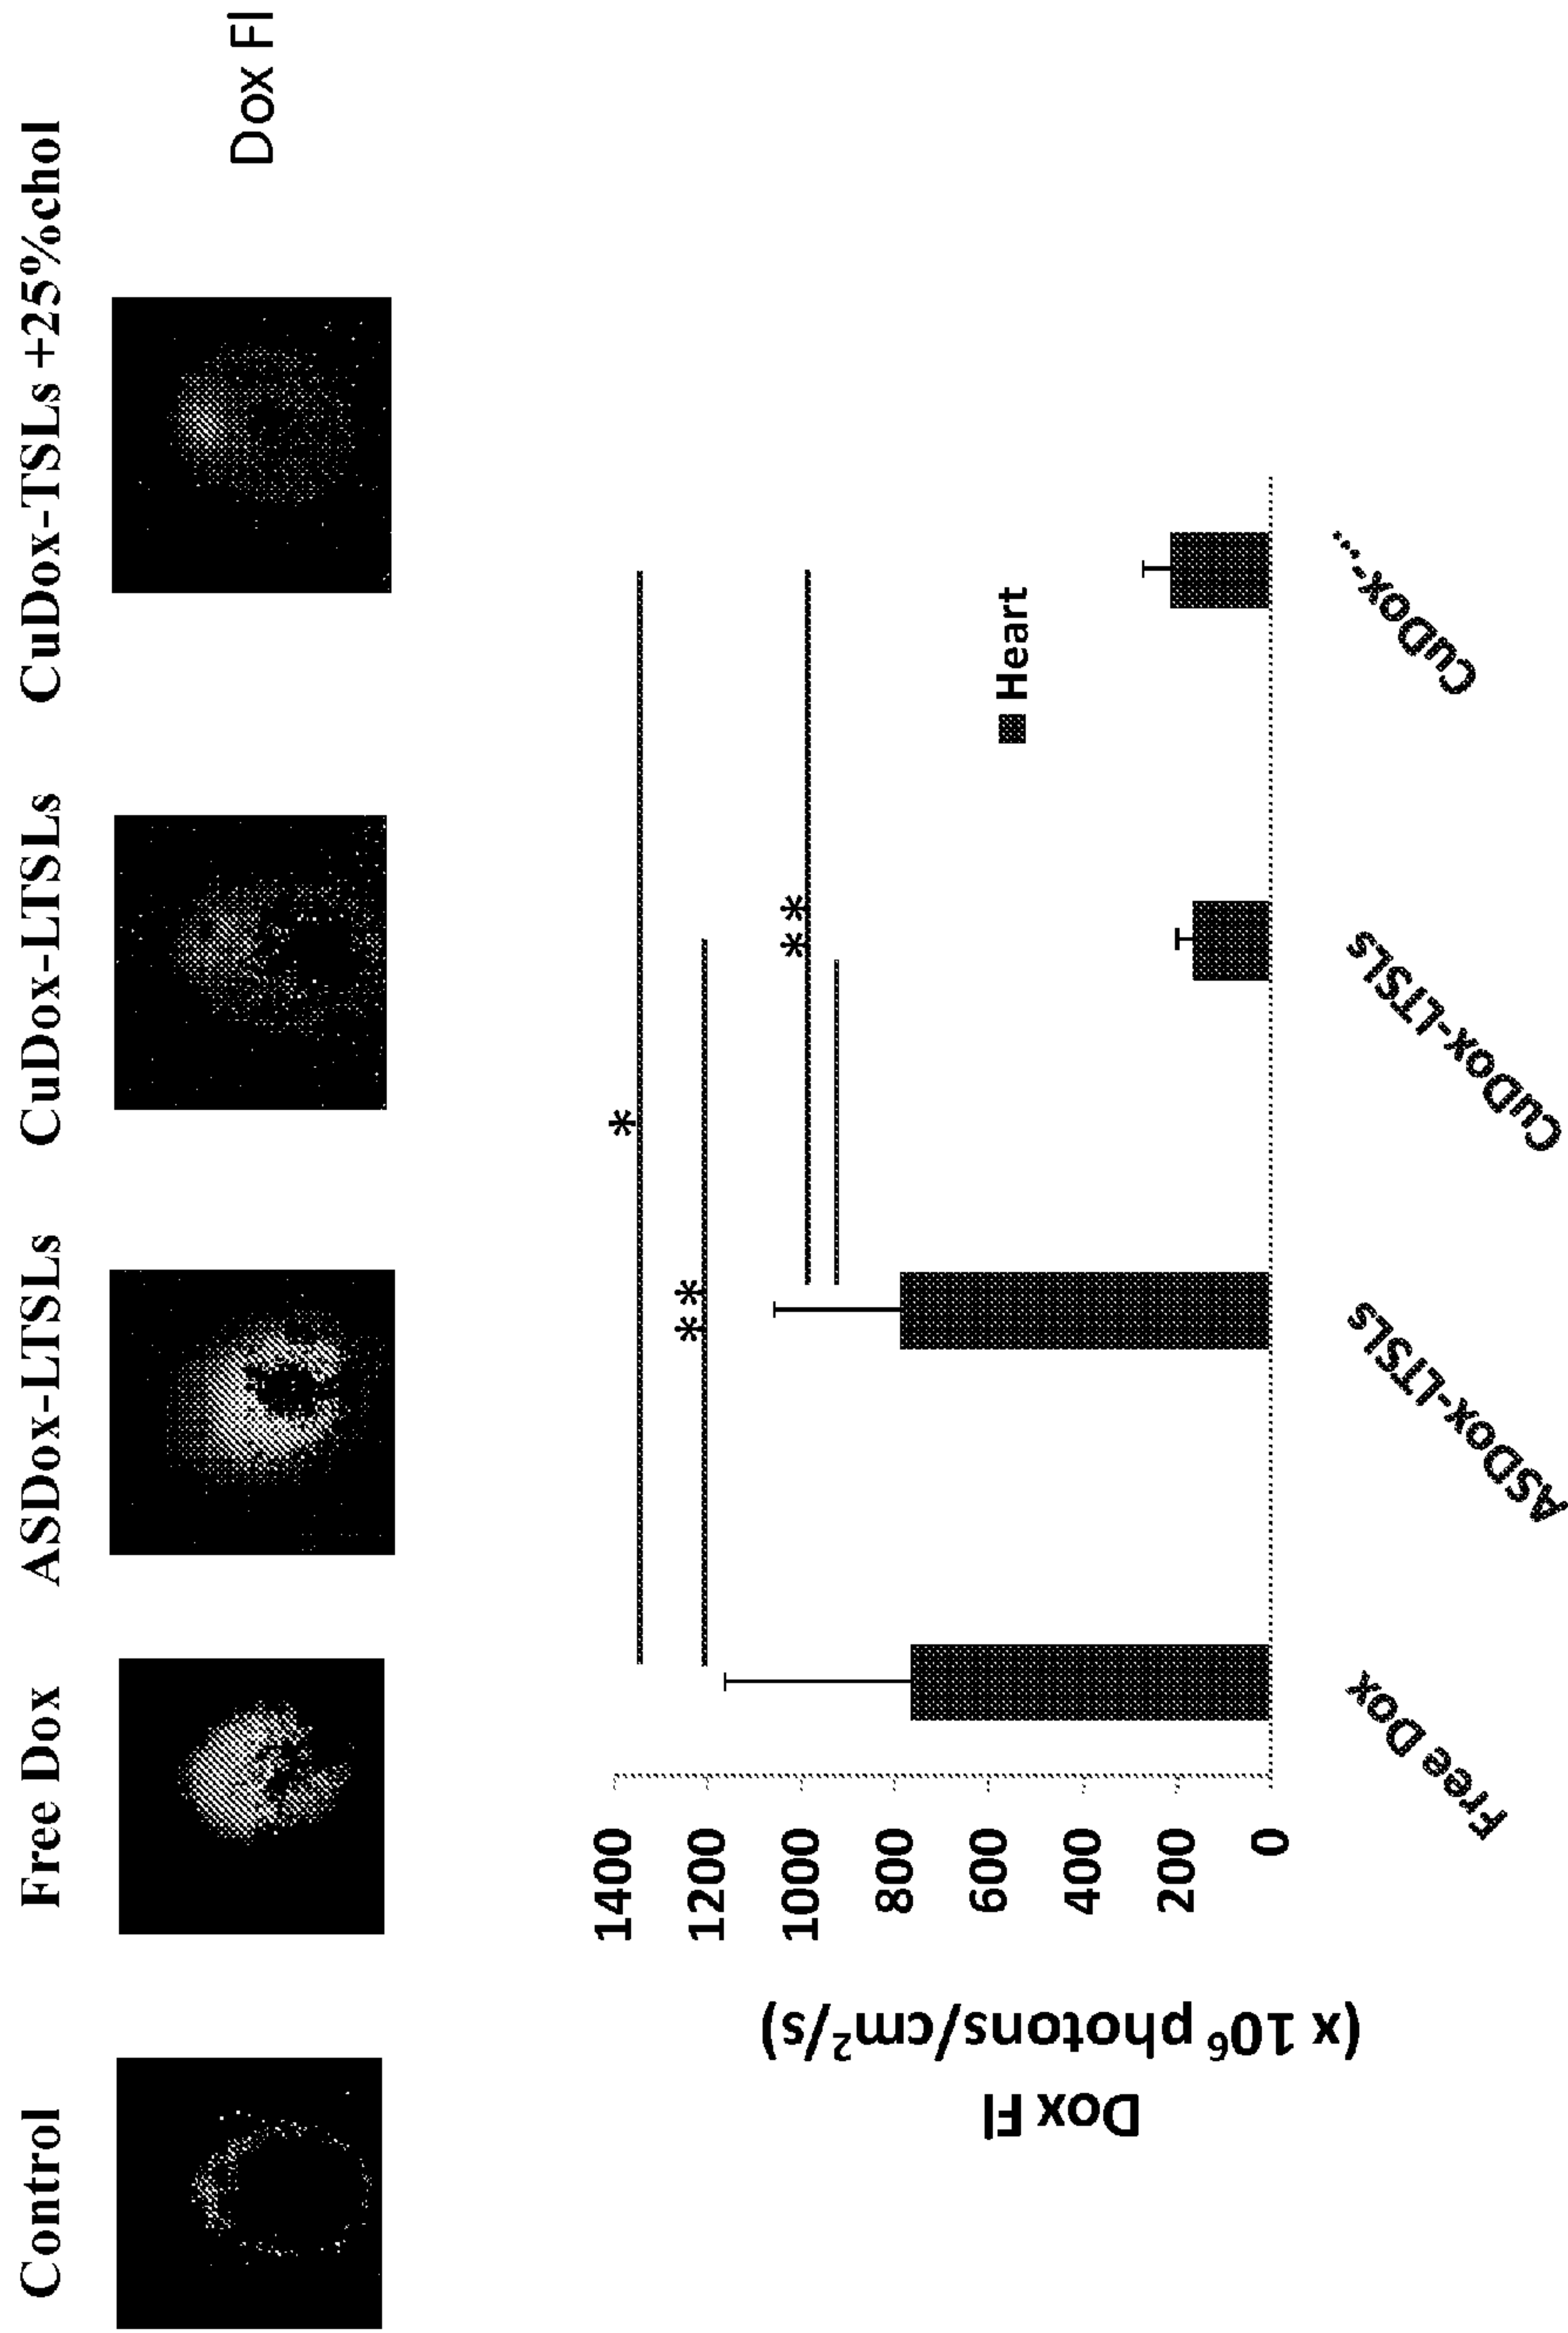 Control Free Dox ASDox-LTSLs CuDox-LTSLs CuDox-TSLs +25%chol
Dox Fl
Dox Fl
(x 10⁶ photons/cm²/s)
1400
1200
1000
800
600
400
200
0
*
**
**
Heart
Free Dox ASDox-LTSLs CuDox-LTSLs CuDox-...